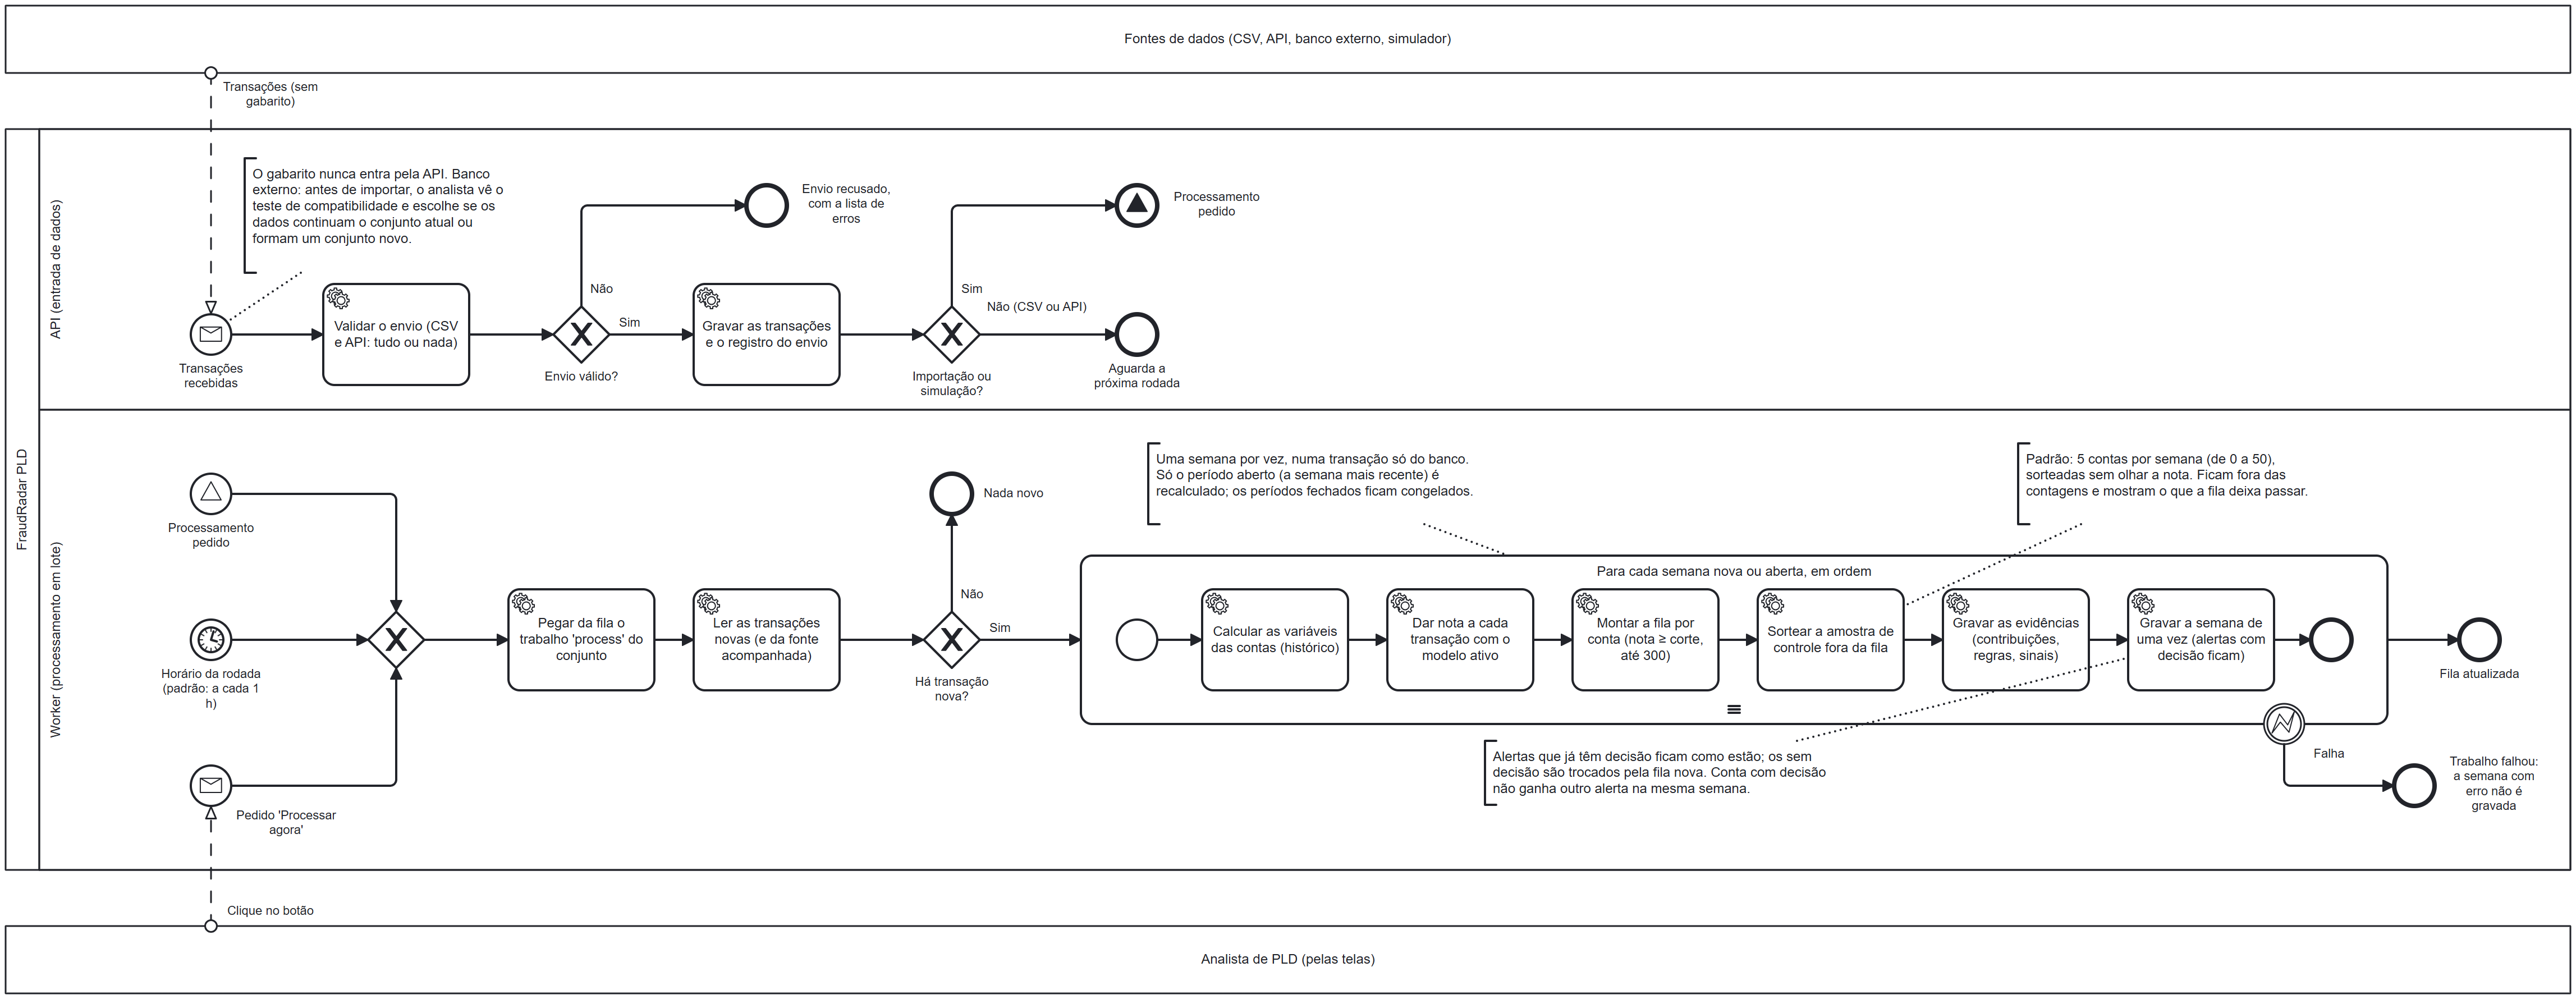 Fontes de dados (CSV, API, banco externo, simulador)
Transações (sem
gabarito)
FraudRadar PLD
API (entrada de dados)
O gabarito nunca entra pela API. Banco
externo: antes de importar, o analista vê o
teste de compatibilidade e escolhe se os
dados continuam o conjunto atual ou
formam um conjunto novo.
Transações
recebidas
Validar o envio (CSV
e API: tudo ou nada)
Envio válido?
Não
Envio recusado,
com a lista de
erros
Sim
Gravar as transações
e o registro do envio
Importação ou
simulação?
Sim
Processamento
pedido
Não (CSV ou API)
Aguarda a
próxima rodada
Worker (processamento em lote)
Processamento
pedido
Horário da rodada
(padrão: a cada 1
h)
Pedido 'Processar
agora'
Pegar da fila o
trabalho 'process' do
conjunto
Ler as transações
novas (e da fonte
acompanhada)
Há transação
nova?
Não
Nada novo
Sim
Uma semana por vez, numa transação só do banco.
Só o período aberto (a semana mais recente) é
recalculado; os períodos fechados ficam congelados.
Padrão: 5 contas por semana (de 0 a 50),
sorteadas sem olhar a nota. Ficam fora das
contagens e mostram o que a fila deixa passar.
Para cada semana nova ou aberta, em ordem
Calcular as variáveis
das contas (histórico)
Dar nota a cada
transação com o
modelo ativo
Montar a fila por
conta (nota ≥ corte,
até 300)
Sortear a amostra de
controle fora da fila
Gravar as evidências
(contribuições,
regras, sinais)
Gravar a semana de
uma vez (alertas com
decisão ficam)
Fila atualizada
Alertas que já têm decisão ficam como estão; os sem
decisão são trocados pela fila nova. Conta com decisão
não ganha outro alerta na mesma semana.
Falha
Trabalho falhou:
a semana com
erro não é
gravada
Clique no botão
Analista de PLD (pelas telas)